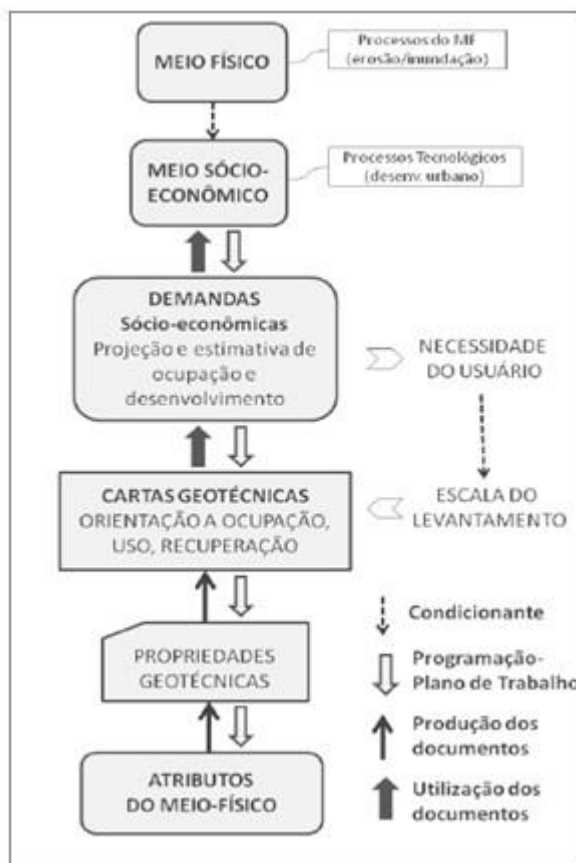 MEIO FÍSICO
Processos do MF
(erosão/inundação)
MEIO SÓCIO-
ECONÔMICO
Processos Tecnológicos
(desenv. urbano)
DEMANDAS
Sócio-econômicas
Projeção e estimativa de
ocupação e
desenvolvimento
NECESSIDADE
DO USUÁRIO
CARTAS GEOTÉCNICAS
ORIENTAÇÃO A OCUPAÇÃO,
USO, RECUPERAÇÃO
ESCALA DO
LEVANTAMENTO
PROPRIEDADES
GEOTÉCNICAS
ATRIBUTOS
DO MEIO-FÍSICO
Condicionante
Programação-
Plano de Trabalho
Produção dos
documentos
Utilização dos
documentos